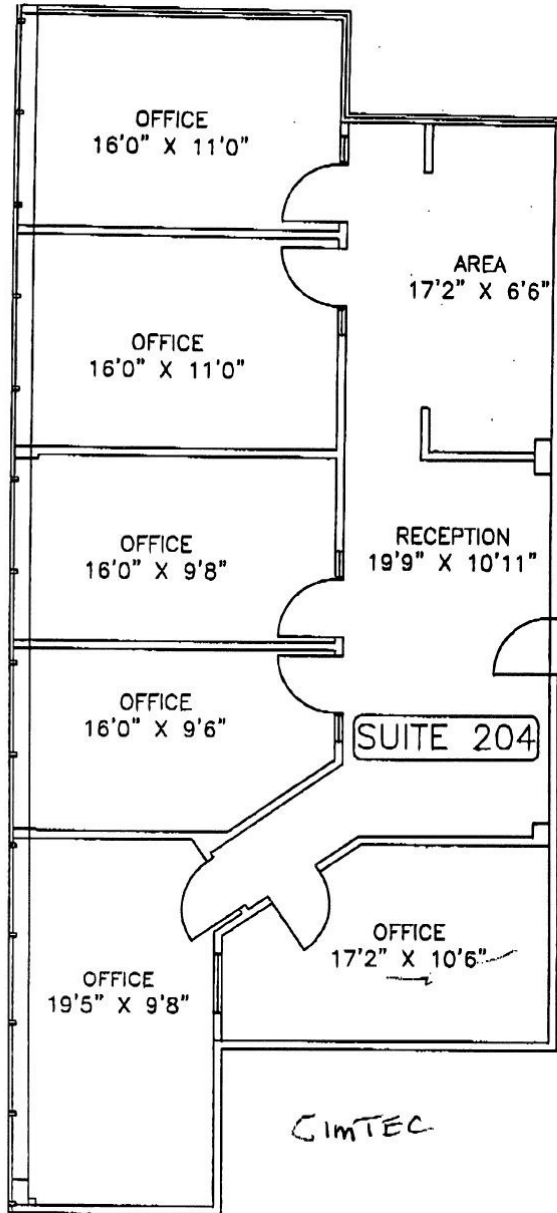 OFFICE
16'0" X 11'0"
AREA
17'2" X 6'6"
OFFICE
16'0" X 11'0"
RECEPTION
19'9" X 10'11"
OFFICE
16'0" X 9'8"
OFFICE
16'0" X 9'6"
SUITE 204
OFFICE
17'2" X 10'6"
OFFICE
19'5" X 9'8"
CimTEC